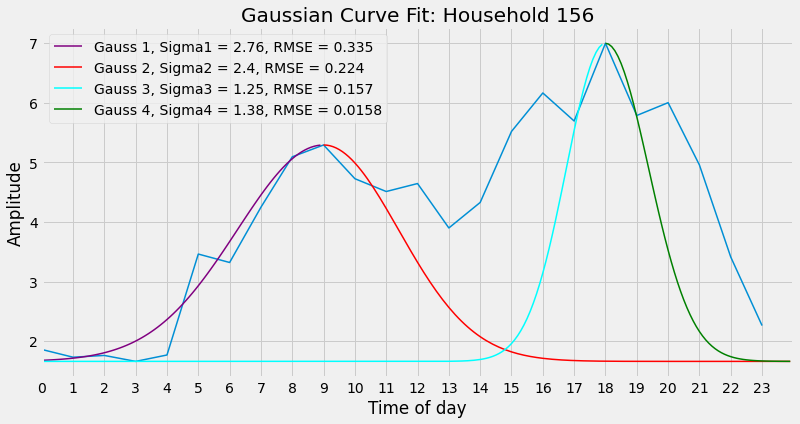 Gaussian Curve Fit: Household 156
Gauss 1, Sigma1 = 2.76, RMSE = 0.335
Gauss 2, Sigma2 = 2.4, RMSE = 0.224
Gauss 3, Sigma3 = 1.25, RMSE = 0.157
Gauss 4, Sigma4 = 1.38, RMSE = 0.0158
Amplitude
7
6
5
4
3
2
0 1 2 3 4 5 6 7 8 9 10 11 12 13 14 15 16 17 18 19 20 21 22 23
Time of day